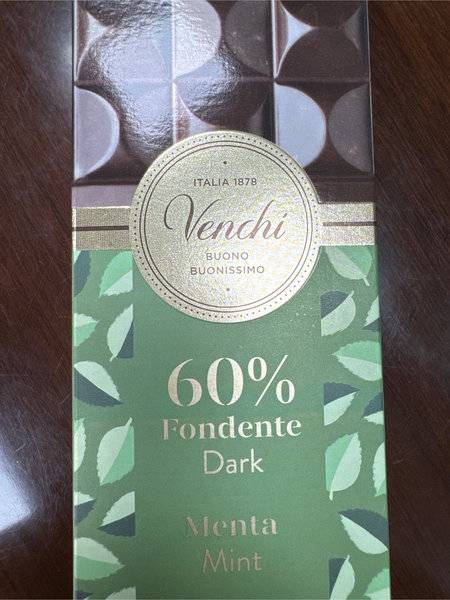 ITALIA 1878
Venchi
BUONO
BUONISSIMO
60%
Fondente
Dark
Menta
Mint